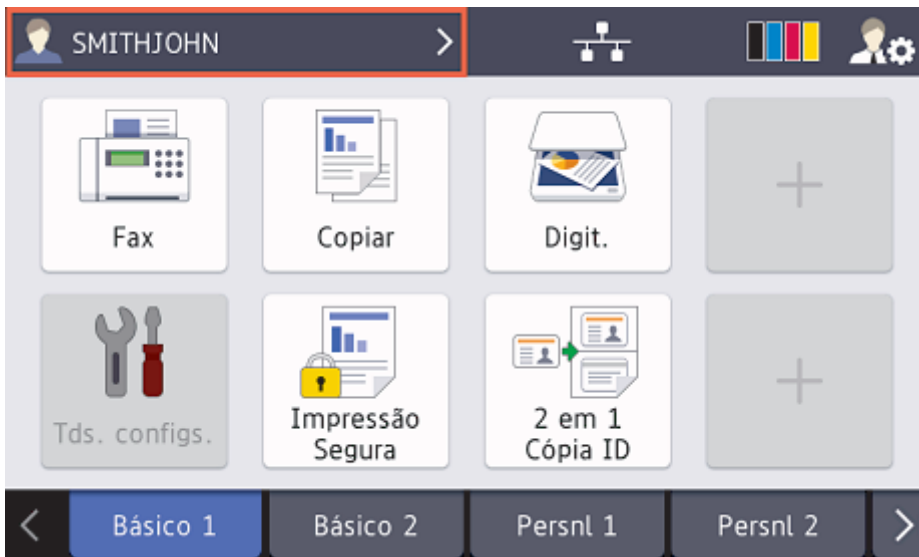 SMITHJOHN
Fax
Copiar
Digit.
Tds. configs.
Impressão
Segura
2 em 1
Cópia ID
Básico 1
Básico 2
Persnl 1
Persnl 2